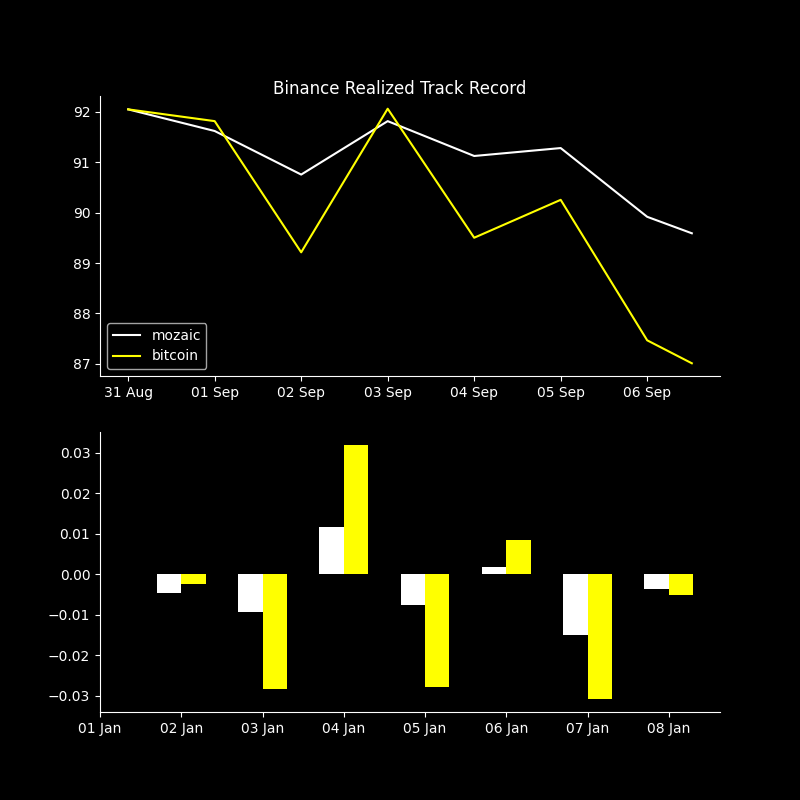 Binance Realized Track Record
92
91
90
89
88
87
mozaic
bitcoin
31 Aug 01 Sep 02 Sep 03 Sep 04 Sep 05 Sep 06 Sep
0.03
0.02
0.01
0.00
−0.01
−0.02
−0.03
01 Jan 02 Jan 03 Jan 04 Jan 05 Jan 06 Jan 07 Jan 08 Jan